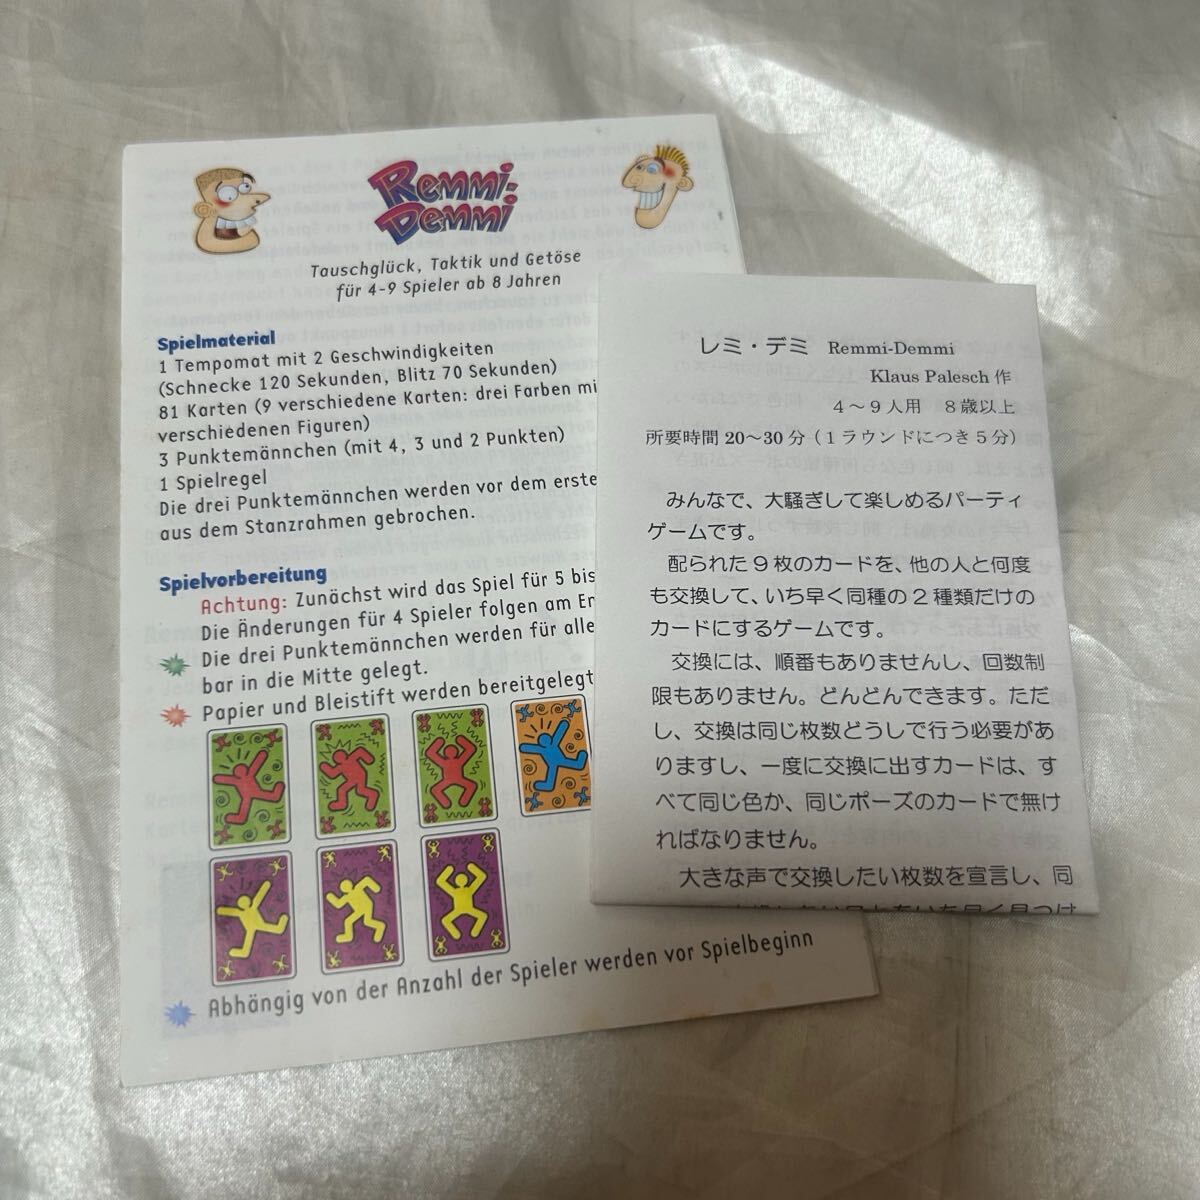 Remmi-
Demmi
Tauschglück, Taktik und Getöse
für 4-9 Spieler ab 8 Jahren
Spielmaterial
1 Tempomat mit 2 Geschwindigkeiten
(Schnecke 120 Sekunden, Blitz 70 Sekunden)
81 Karten (9 verschiedene Karten: drei Farben mi
verschiedenen Figuren)
3 Punktemännchen (mit 4, 3 und 2 Punkten)
1 Spielregel
Die drei Punktemännchen werden vor dem erste
aus dem Stanzrahmen gebrochen.
Spielvorbereitung
Achtung: Zunächst wird das Spiel für 5 bis
Die Änderungen für 4 Spieler folgen am En
Die drei Punktemännchen werden für alle
bar in die Mitte gelegt.
Papier und Bleistift werden bereitgelegt
Abhängig von der Anzahl der Spieler werden vor Spielbeginn
レミ・デミ Remmi-Demmi
Klaus Palesch 作
4～9人用 8歳以上
所要時間 20～30分（1ラウンドにつき5分）
みんなで、大騒ぎして楽しめるパーティ
ゲームです。
配られた9枚のカードを、他の人と何度
も交換して、いち早く同種の2種類だけの
カードにするゲームです。
交換には、順番もありませんし、回数制
限もありません。どんどんできます。ただ
し、交換は同じ枚数どうしで行う必要があ
りますし、一度に交換に出すカードは、す
べて同じ色か、同じポーズのカードで無け
ればなりません。
大きな声で交換したい枚数を宣言し、同